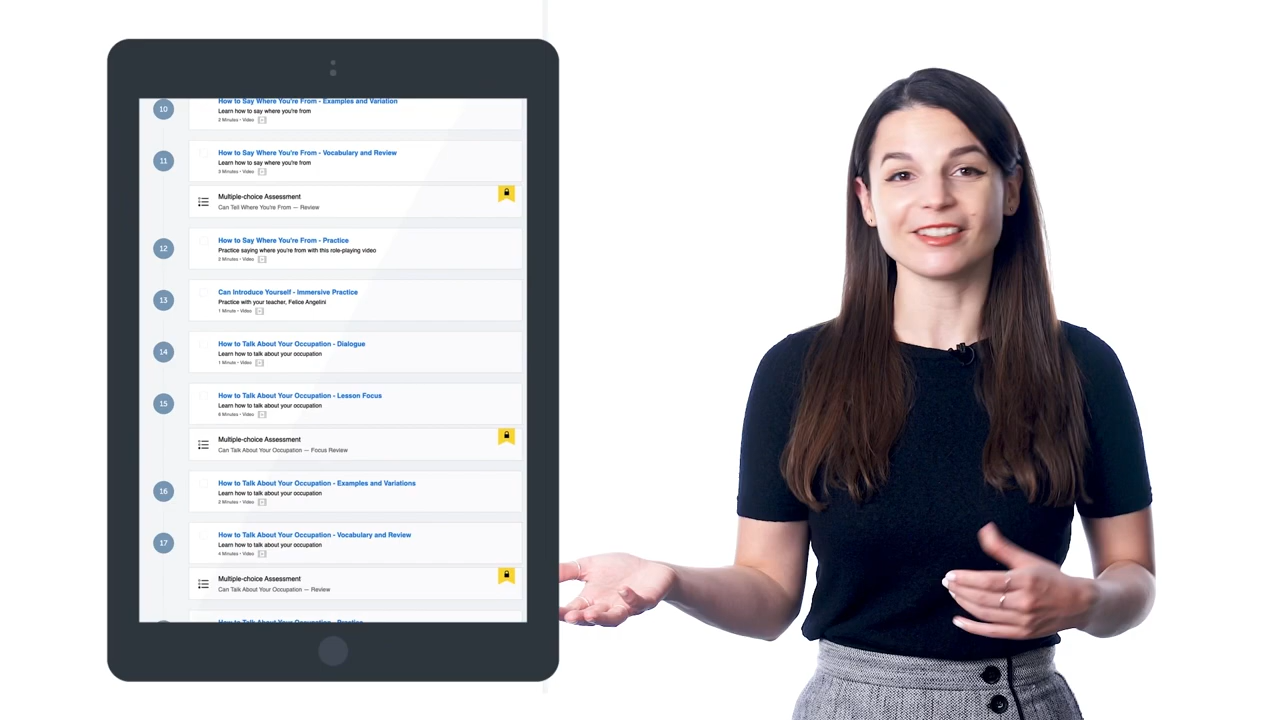 10
How to Say Where You're From - Examples and Variation
Learn how to say where you're from
2 Minutes • Video
11
How to Say Where You're From - Vocabulary and Review
Learn how to say where you're from
3 Minutes • Video
Multiple-choice Assessment
Can Tell Where You're From — Review
12
How to Say Where You're From - Practice
Practice saying where you're from with this role-playing video
2 Minutes • Video
13
Can Introduce Yourself - Immersive Practice
Practice with your teacher, Felice Angelini
1 Minute • Video
14
How to Talk About Your Occupation - Dialogue
Learn how to talk about your occupation
1 Minute • Video
15
How to Talk About Your Occupation - Lesson Focus
Learn how to talk about your occupation
6 Minutes • Video
Multiple-choice Assessment
Can Talk About Your Occupation — Focus Review
16
How to Talk About Your Occupation - Examples and Variations
Learn how to talk about your occupation
2 Minutes • Video
17
How to Talk About Your Occupation - Vocabulary and Review
Learn how to talk about your occupation
4 Minutes • Video
Multiple-choice Assessment
Can Talk About Your Occupation — Review
How to Talk About Your Occupation - Practice